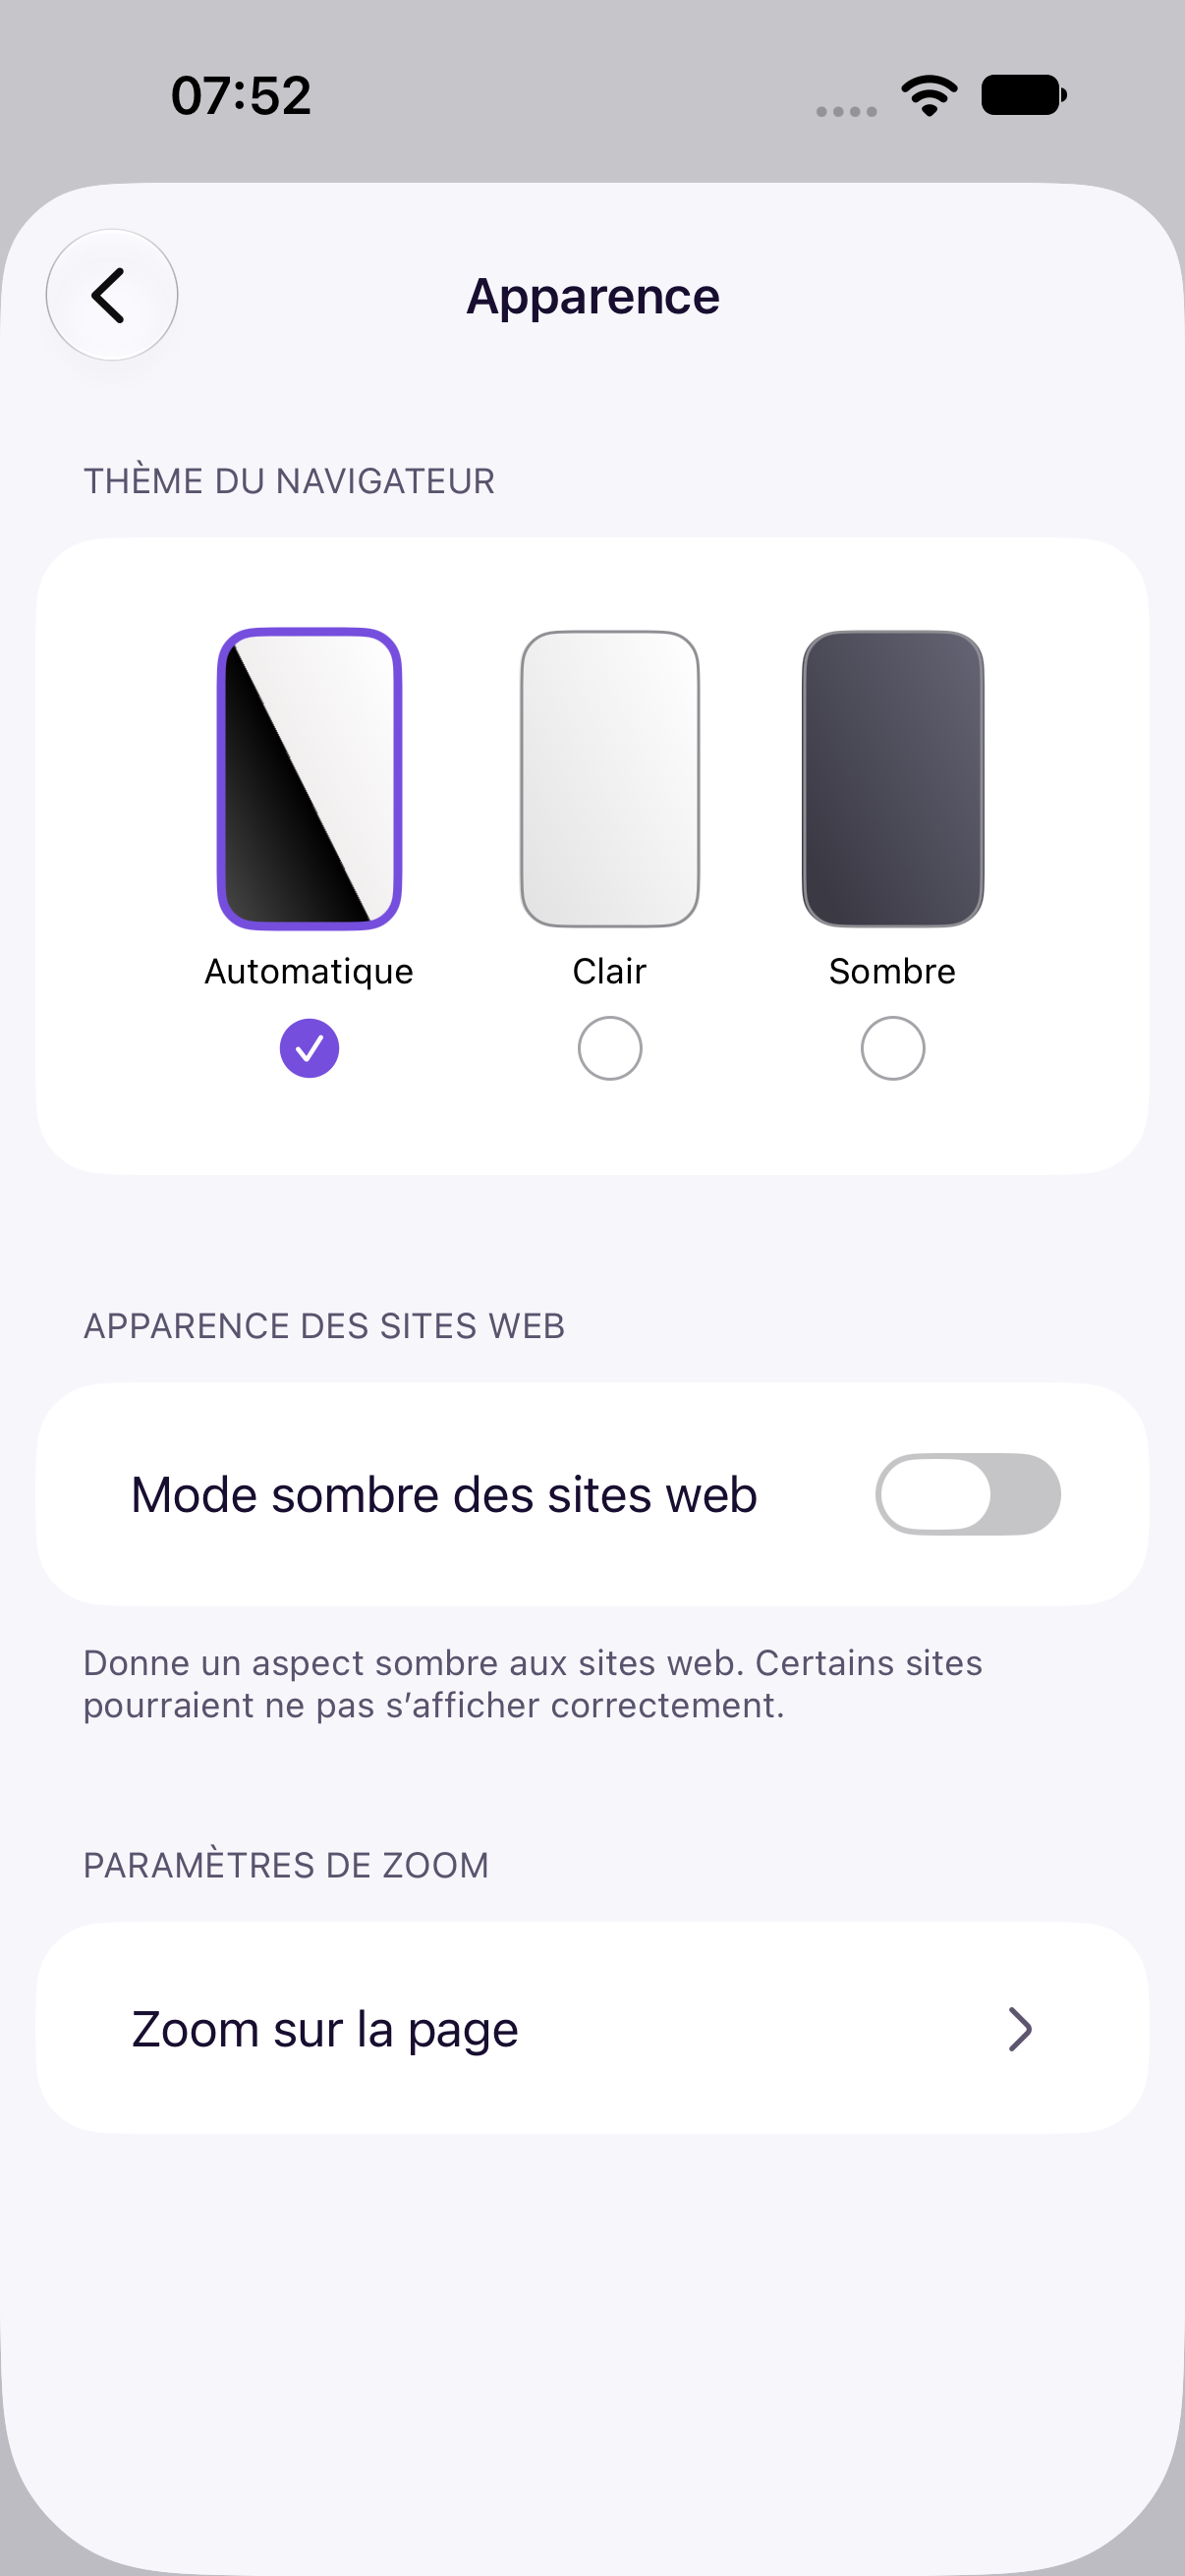 07:52
Apparence
THÈME DU NAVIGATEUR
Automatique
Clair
Sombre
APPARENCE DES SITES WEB
Mode sombre des sites web
Donne un aspect sombre aux sites web. Certains sites
pourraient ne pas s’afficher correctement.
PARAMÈTRES DE ZOOM
Zoom sur la page